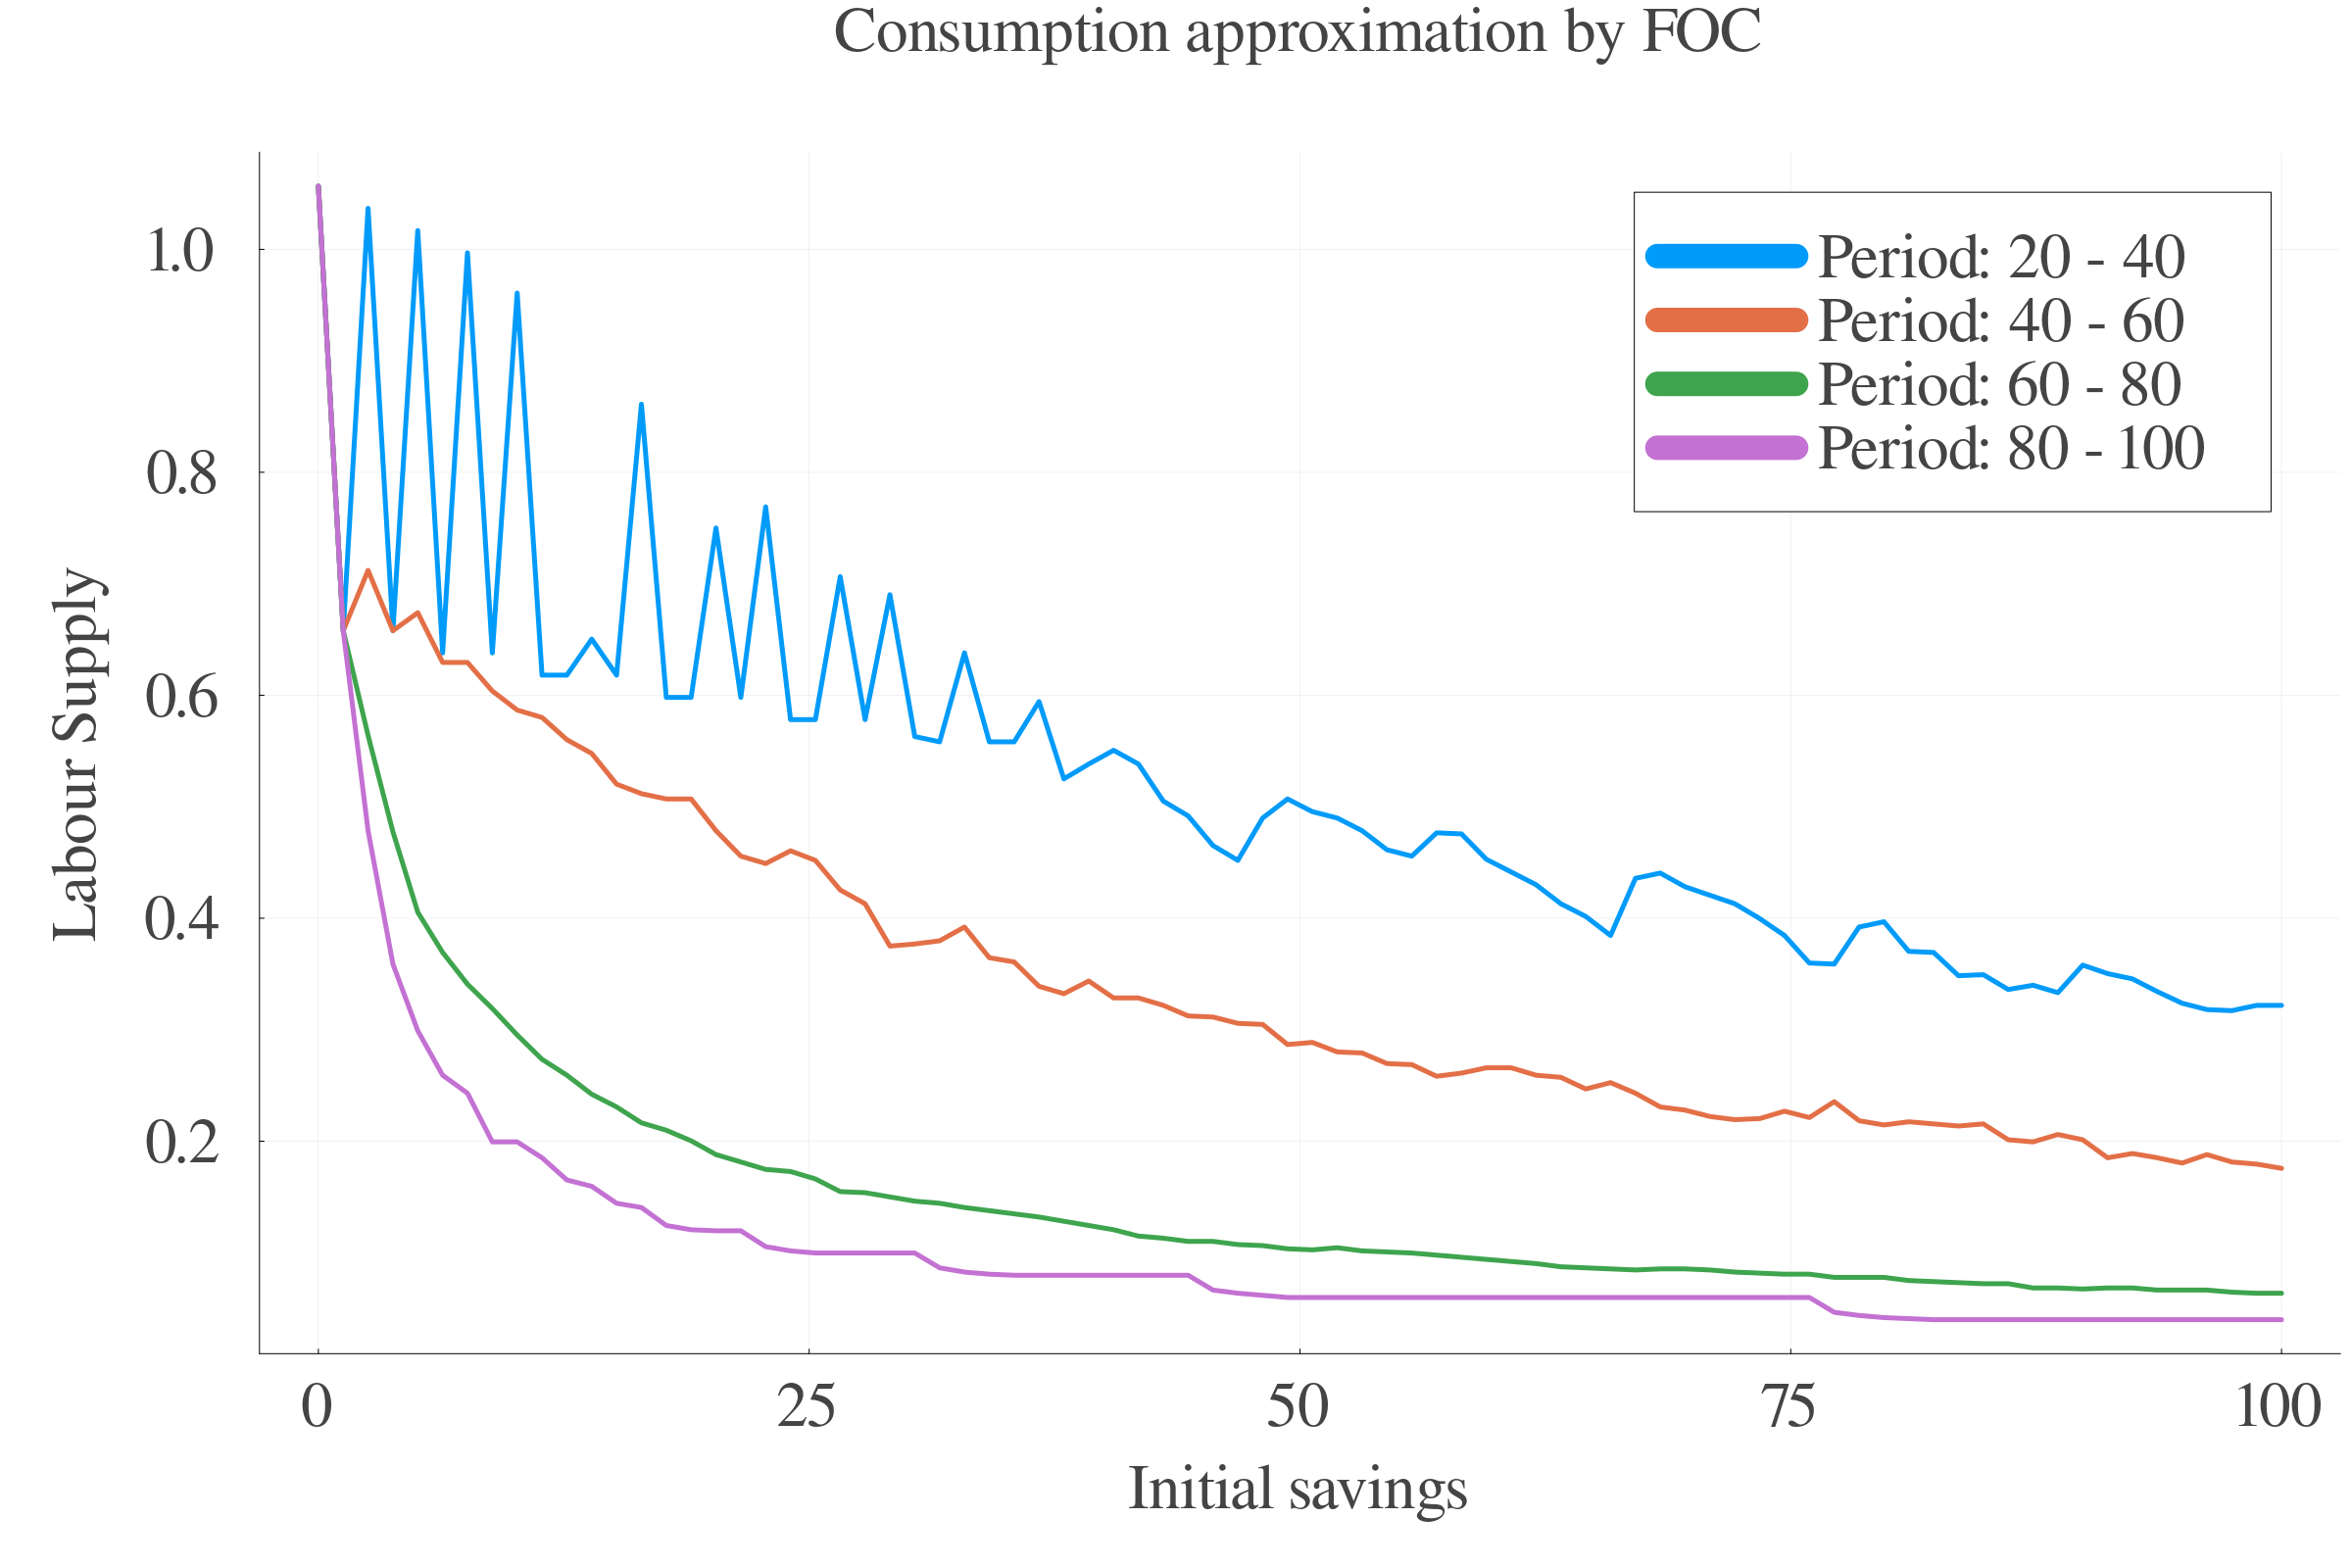 Consumption approximation by FOC
Labour Supply
1.0
0.8
0.6
0.4
0.2
Period: 20 - 40
Period: 40 - 60
Period: 60 - 80
Period: 80 - 100
0 25 50 75 100
Initial savings